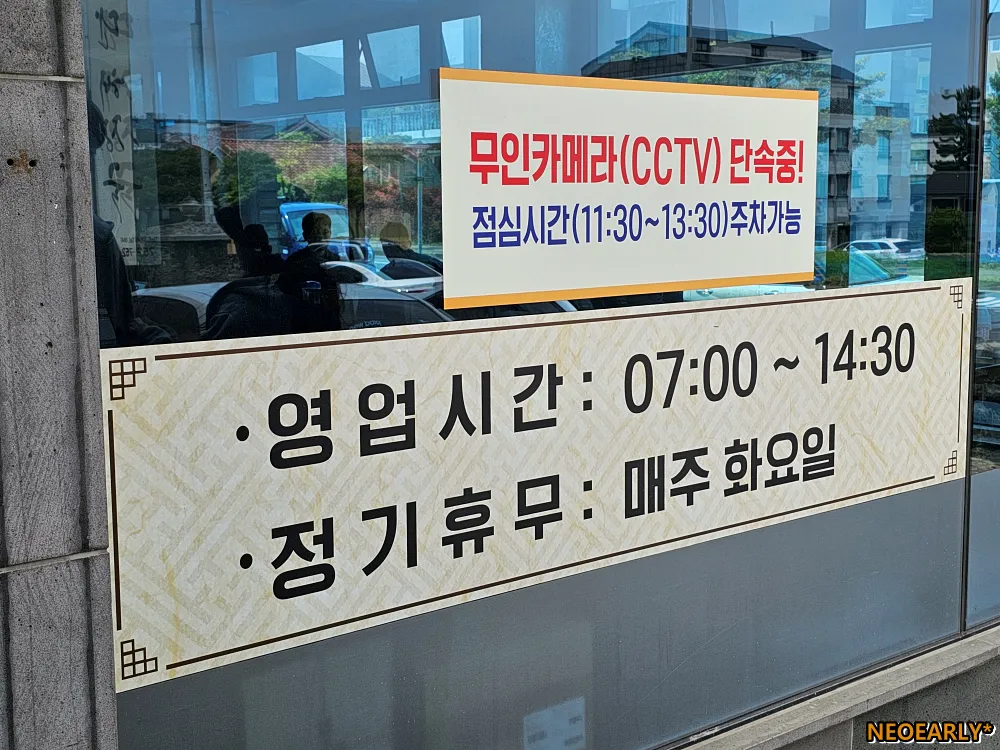 무인카메라(CCTV) 단속중!
점심시간(11:30~13:30)주차가능
·영업시간: 07:00 ~ 14:30
·정기휴무: 매주 화요일
NEOEARLY*